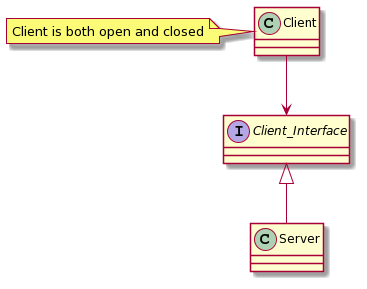 Client is both open and closed
C Client
I Client_Interface
C Server